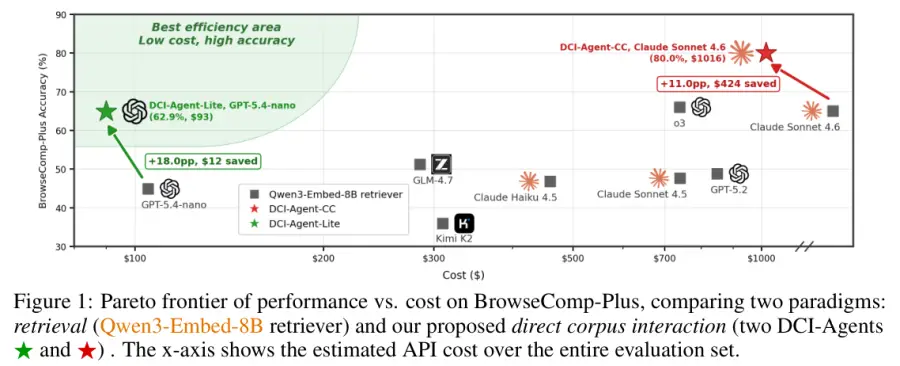 Best efficiency area
Low cost, high accuracy
DCI-Agent-CC, Claude Sonnet 4.6
(80.0%, $1016)
+11.0pp, $424 saved
DCI-Agent-Lite, GPT-5.4-nano
(62.9%, $93)
+18.0pp, $12 saved
o3
Claude Sonnet 4.6
GLM-4.7
Claude Haiku 4.5
Claude Sonnet 4.5
GPT-5.2
GPT-5.4-nano
Kimi K2
Qwen3-Embed-8B retriever
DCI-Agent-CC
DCI-Agent-Lite
BrowseComp-Plus Accuracy (%)
90
80
70
60
50
40
30
$100
$200
$300
$500
$700
$1000
Cost ($)
Figure 1: Pareto frontier of performance vs. cost on BrowseComp-Plus, comparing two paradigms:
retrieval (Qwen3-Embed-8B retriever) and our proposed direct corpus interaction (two DCI-Agents
★ and ★) . The x-axis shows the estimated API cost over the entire evaluation set.